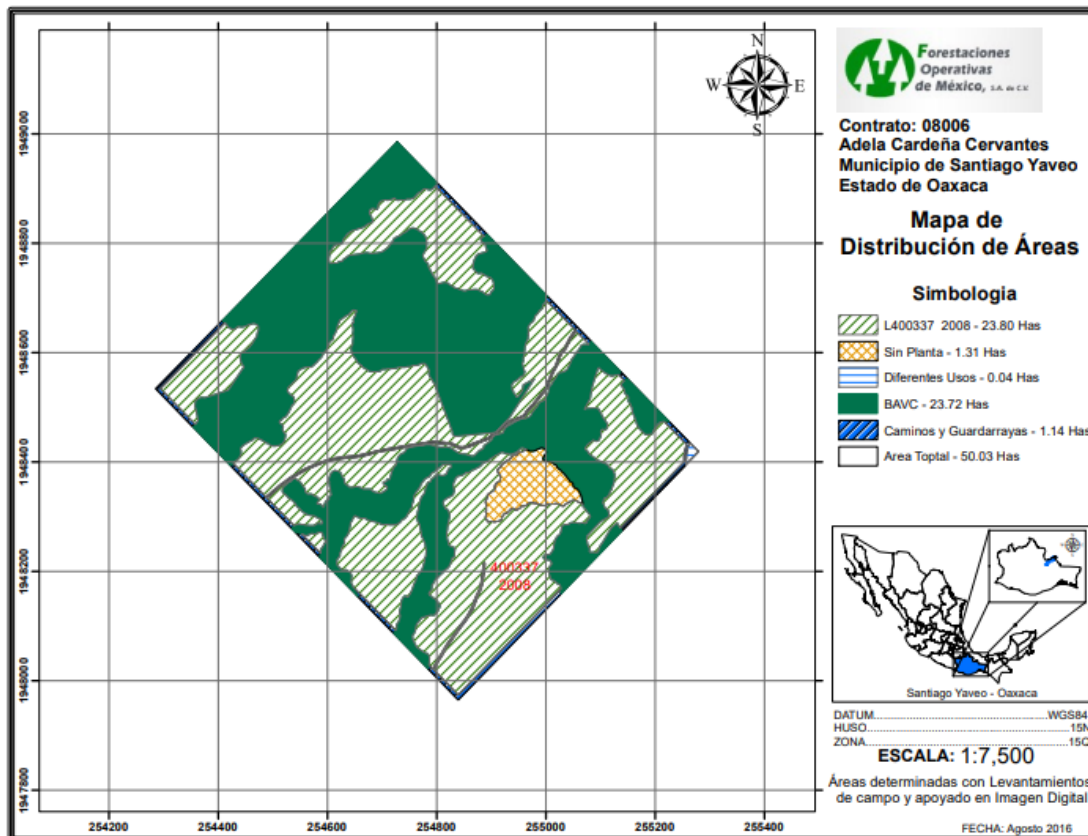 Forestaciones
Operativas
de México, S.A. de C.V.
Contrato: 08006
Adela Cardeña Cervantes
Municipio de Santiago Yaveo
Estado de Oaxaca
Mapa de
Distribución de Áreas
Simbologia
L400337 2008 - 23.80 Has
Sin Planta - 1.31 Has
Diferentes Usos - 0.04 Has
BAVC - 23.72 Has
Caminos y Guardarrayas - 1.14 Has
Area Toptal - 50.03 Has
N
W E
S
1949000
1948800
1948600
1948400
1948200
1948000
1947800
400337
2008
254200 254400 254600 254800 255000 255200 255400
Santiago Yaveo - Oaxaca
DATUM...WGS84
HUSO...15N
ZONA...15Q
ESCALA: 1:7,500
Áreas determinadas con Levantamientos
de campo y apoyado en Imagen Digital
FECHA: Agosto 2016